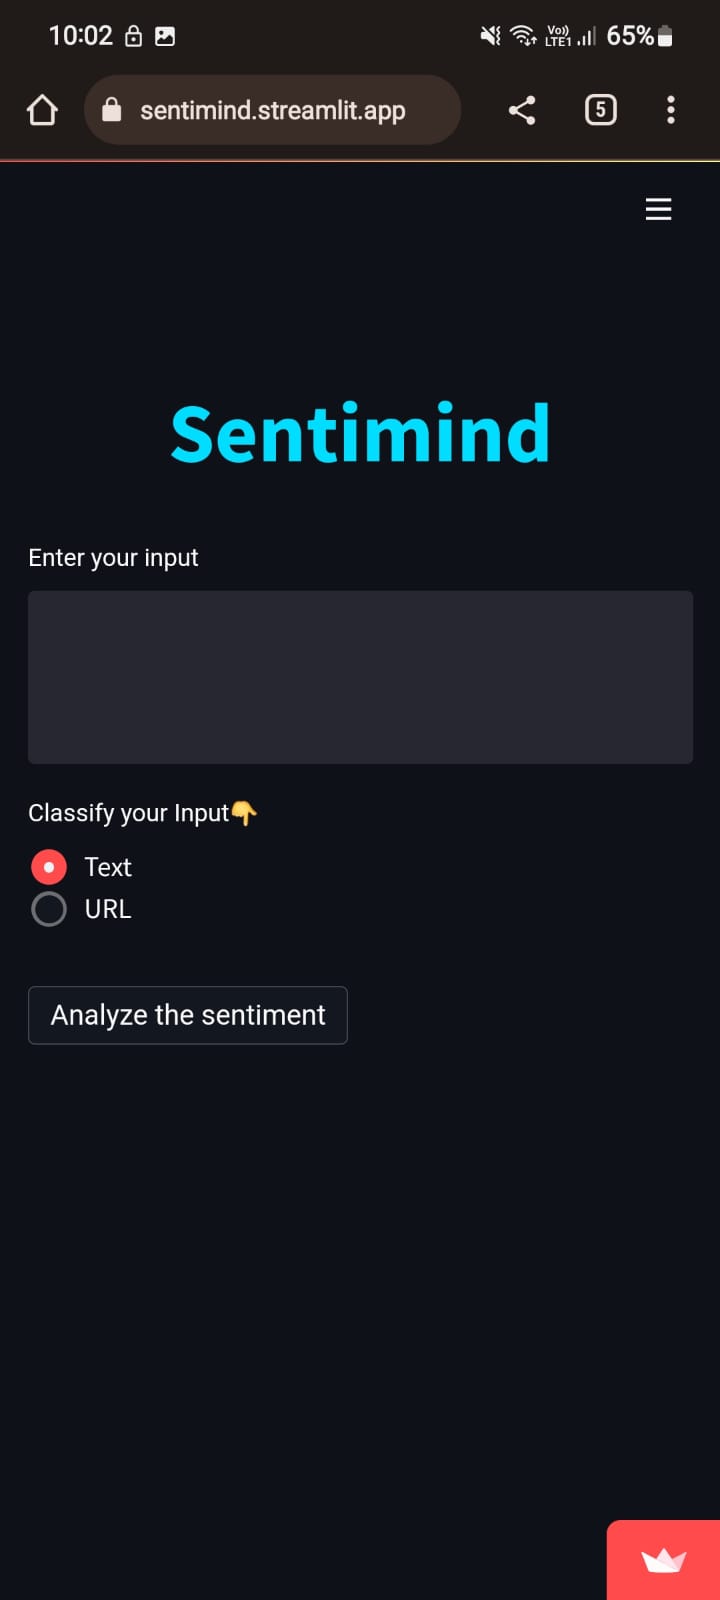 10:02 Vo)) LTE1 65%
sentimind.streamlit.app 5
Sentimind
Enter your input
Classify your Input👇
Text
URL
Analyze the sentiment